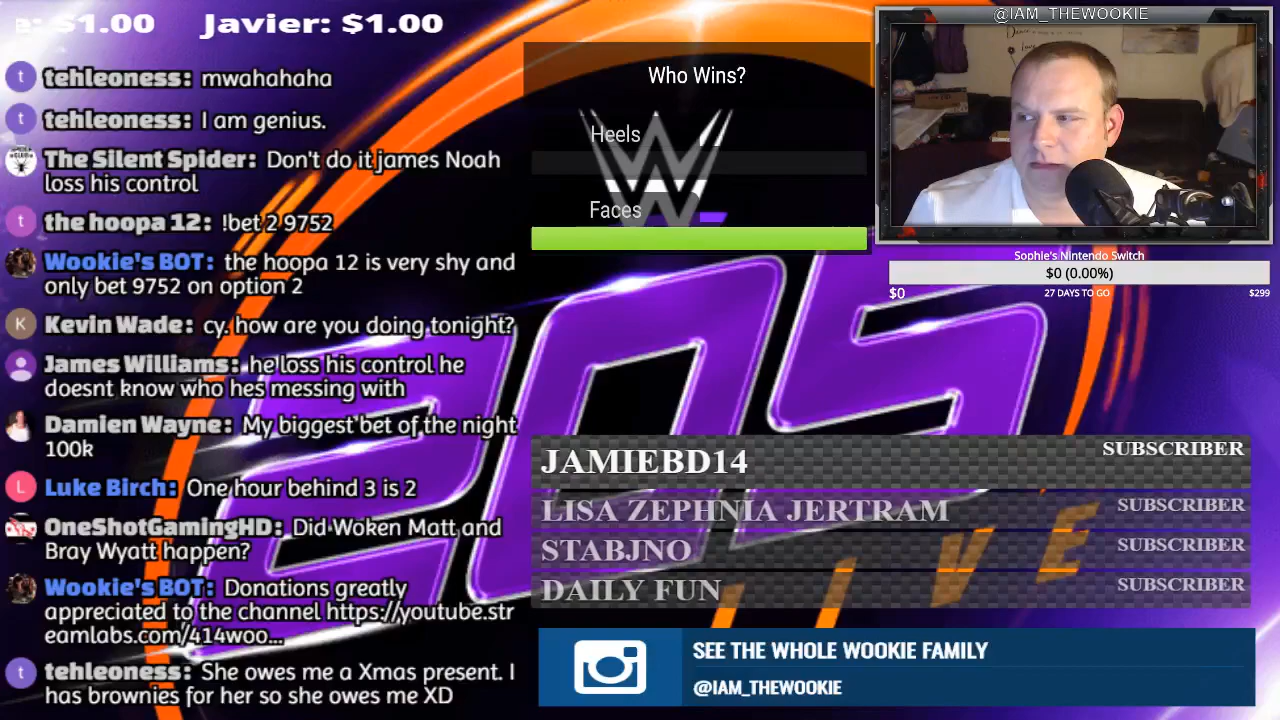 e: $1.00 Javier: $1.00
tehleoness: mwahahaha
tehleoness: I am genius.
The Silent Spider: Don't do it james Noah
loss his control
the hoopa 12: !bet 2 9752
Wookie's BOT: the hoopa 12 is very shy and
only bet 9752 on option 2
Kevin Wade: cy. how are you doing tonight?
James Williams: he loss his control he
doesnt know who hes messing with
Damien Wayne: My biggest bet of the night
100k
Luke Birch: One hour behind 3 is 2
OneShotGamingHD: Did Woken Matt and
Bray Wyatt happen?
Wookie's BOT: Donations greatly
appreciated to the channel https://youtube.str
eamlabs.com/414woo...
tehleoness: She owes me a Xmas present. I
has brownies for her so she owes me XD
Who Wins?
Heels
Faces
W
205
LIVE
@IAM_THEWOOKIE
Sophie's Nintendo Switch
$0 (0.00%)
$0 27 DAYS TO GO $299
JAMIEBD14 SUBSCRIBER
LISA ZEPHNIA JERTRAM SUBSCRIBER
STABJNO SUBSCRIBER
DAILY FUN SUBSCRIBER
SEE THE WHOLE WOOKIE FAMILY
@IAM_THEWOOKIE